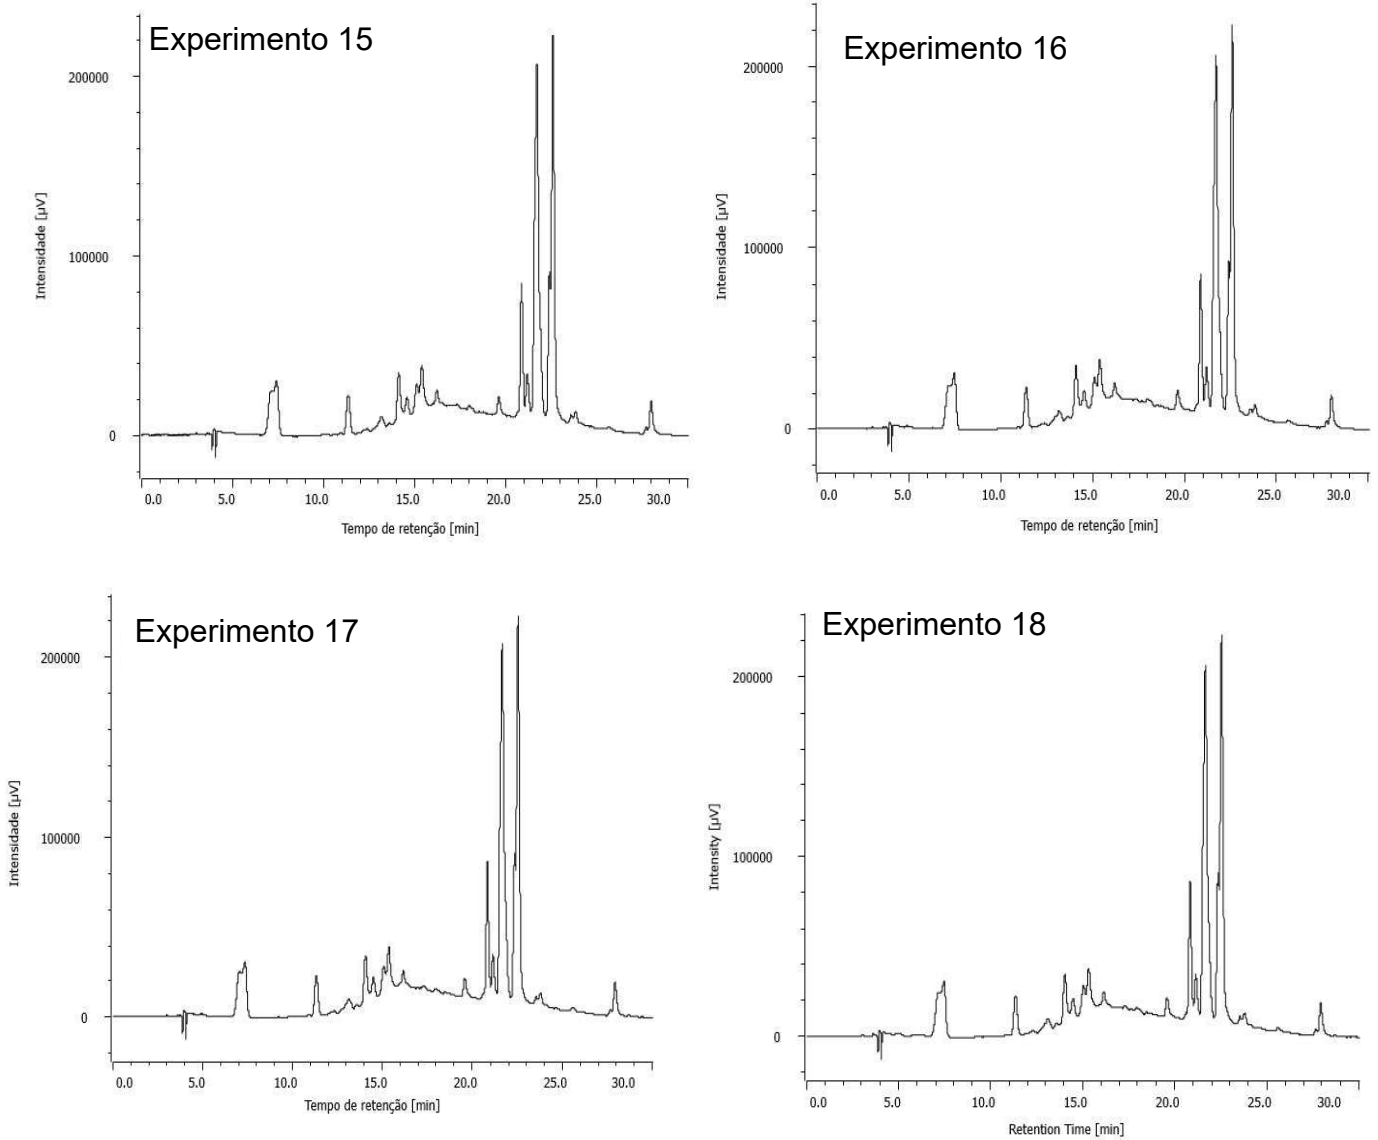 Experimento 15
200000
100000
0
Intensidade [µV]
0.0 5.0 10.0 15.0 20.0 25.0 30.0
Tempo de retenção [min]
Experimento 16
200000
100000
0
Intensidade [µV]
0.0 5.0 10.0 15.0 20.0 25.0 30.0
Tempo de retenção [min]
Experimento 17
200000
100000
0
Intensidade [µV]
0.0 5.0 10.0 15.0 20.0 25.0 30.0
Tempo de retenção [min]
Experimento 18
200000
100000
0
Intensity [µV]
0.0 5.0 10.0 15.0 20.0 25.0 30.0
Retention Time [min]